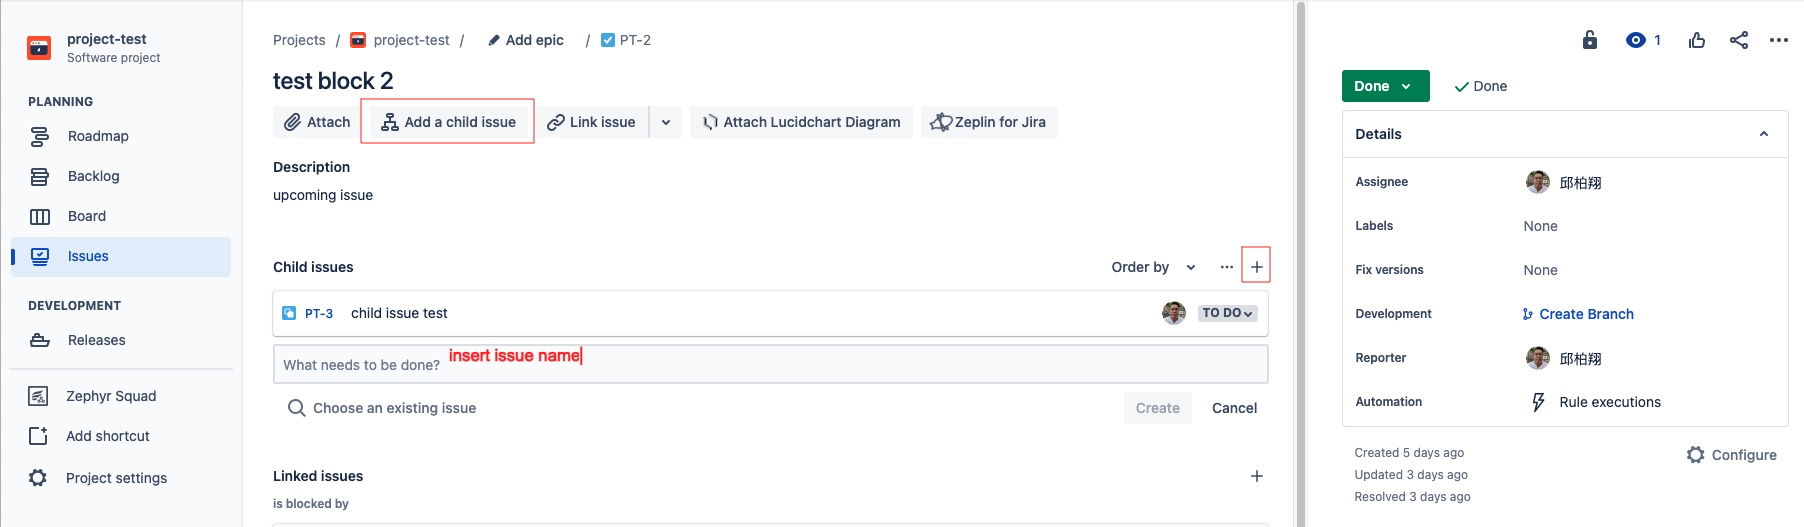 project-test
Software project
PLANNING
Roadmap
Backlog
Board
Issues
DEVELOPMENT
Releases
Zephyr Squad
Add shortcut
Project settings
Projects / project-test / Add epic / PT-2
test block 2
Attach Add a child issue Link issue Attach Lucidchart Diagram Zeplin for Jira
Description
upcoming issue
Child issues Order by
PT-3 child issue test TO DO
What needs to be done? insert issue name
Choose an existing issue Create Cancel
Linked issues
is blocked by
1
Done Done
Details
Assignee 邱柏翔
Labels None
Fix versions None
Development Create Branch
Reporter 邱柏翔
Automation Rule executions
Created 5 days ago Configure
Updated 3 days ago
Resolved 3 days ago